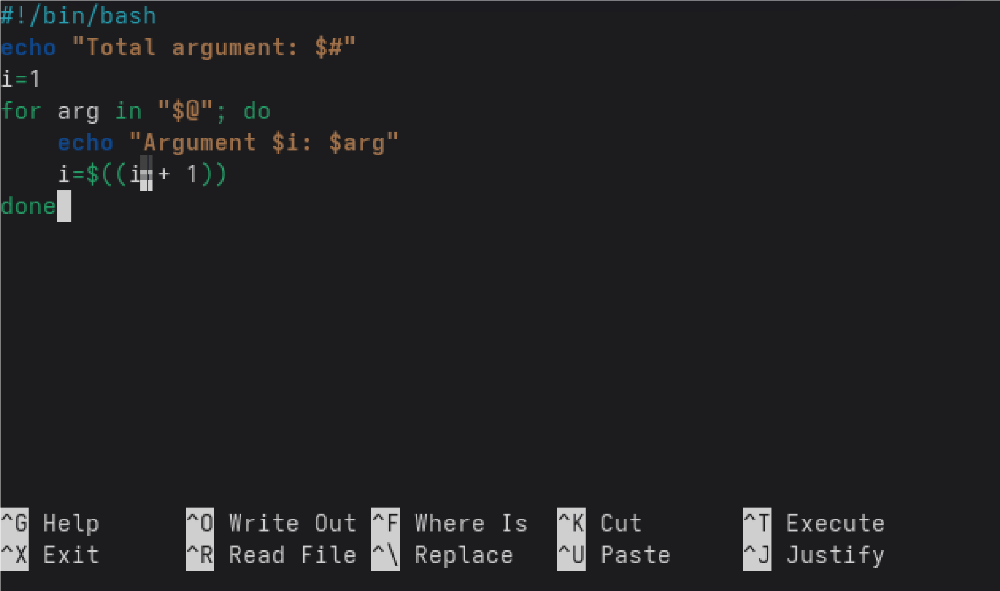 #!/bin/bash
echo "Total argument: $#"
i=1
for arg in "$@"; do
    echo "Argument $i: $arg"
    i=$((i + 1))
done
^G Help ^O Write Out ^F Where Is ^K Cut ^T Execute
^X Exit ^R Read File ^\ Replace ^U Paste ^J Justify